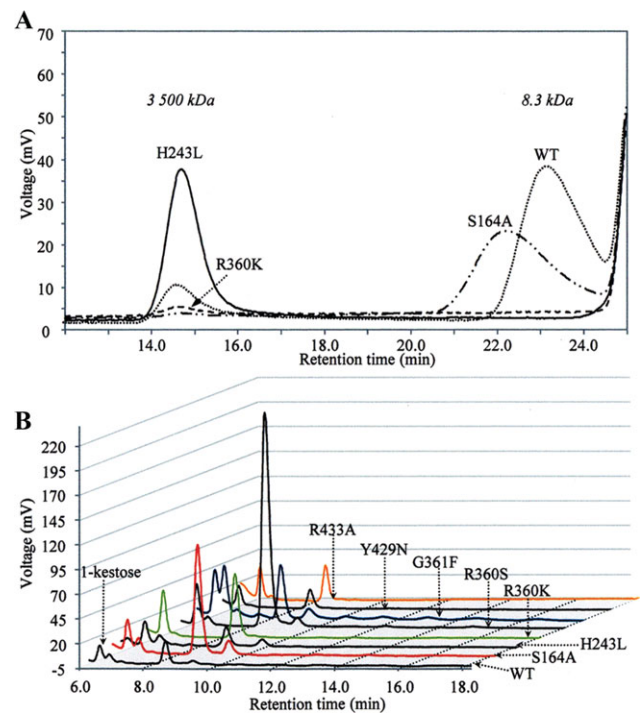 A
70
60
50
40
30
20
10
0
Voltage (mV)
3 500 kDa
8.3 kDa
H243L
WT
S164A
R360K
14.0 16.0 18.0 20.0 22.0 24.0
Retention time (min)
B
220
195
170
145
120
95
70
45
20
-5
Voltage (mV)
1-kestose
R433A
Y429N
G361F
R360S
R360K
H243L
S164A
WT
6.0 8.0 10.0 12.0 14.0 16.0 18.0
Retention time (min)